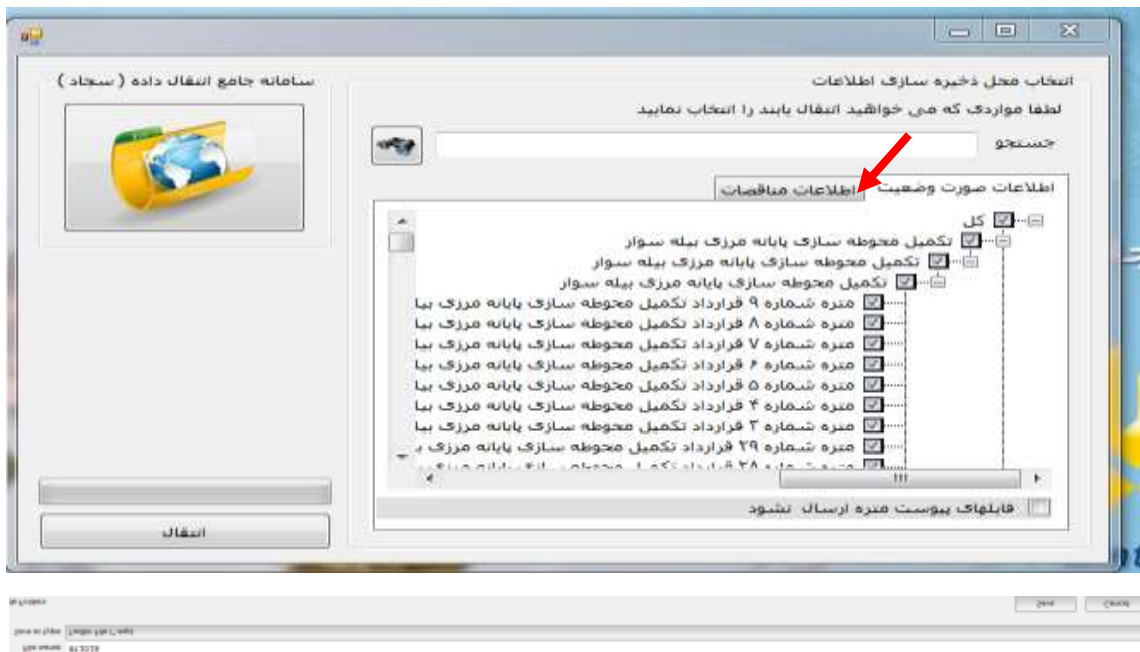 سامانه جامع انتقال داده ( سجاد )
انتخاب محل ذخیره سازی اطلاعات
لطفا مواردی که می خواهید انتقال یابند را انتخاب نمایید
جستجو
اطلاعات صورت وضعیت
اطلاعات مناقصات
کل
تکمیل محوطه سازی پایانه مرزی بیله سوار
تکمیل محوطه سازی پایانه مرزی بیله سوار
تکمیل محوطه سازی پایانه مرزی بیله سوار
متره شماره ۹ قرارداد تکمیل محوطه سازی پایانه مرزی بیا
متره شماره ۸ قرارداد تکمیل محوطه سازی پایانه مرزی بیا
متره شماره ۷ قرارداد تکمیل محوطه سازی پایانه مرزی بیا
متره شماره ۶ قرارداد تکمیل محوطه سازی پایانه مرزی بیا
متره شماره ۵ قرارداد تکمیل محوطه سازی پایانه مرزی بیا
متره شماره ۴ قرارداد تکمیل محوطه سازی پایانه مرزی بیا
متره شماره ۳ قرارداد تکمیل محوطه سازی پایانه مرزی بیا
متره شماره ۲۹ قرارداد تکمیل محوطه سازی پایانه مرزی ب
فایلهای پیوست متره ارسال نشود
انتقال
Save Cancel
Save as type:
File name: